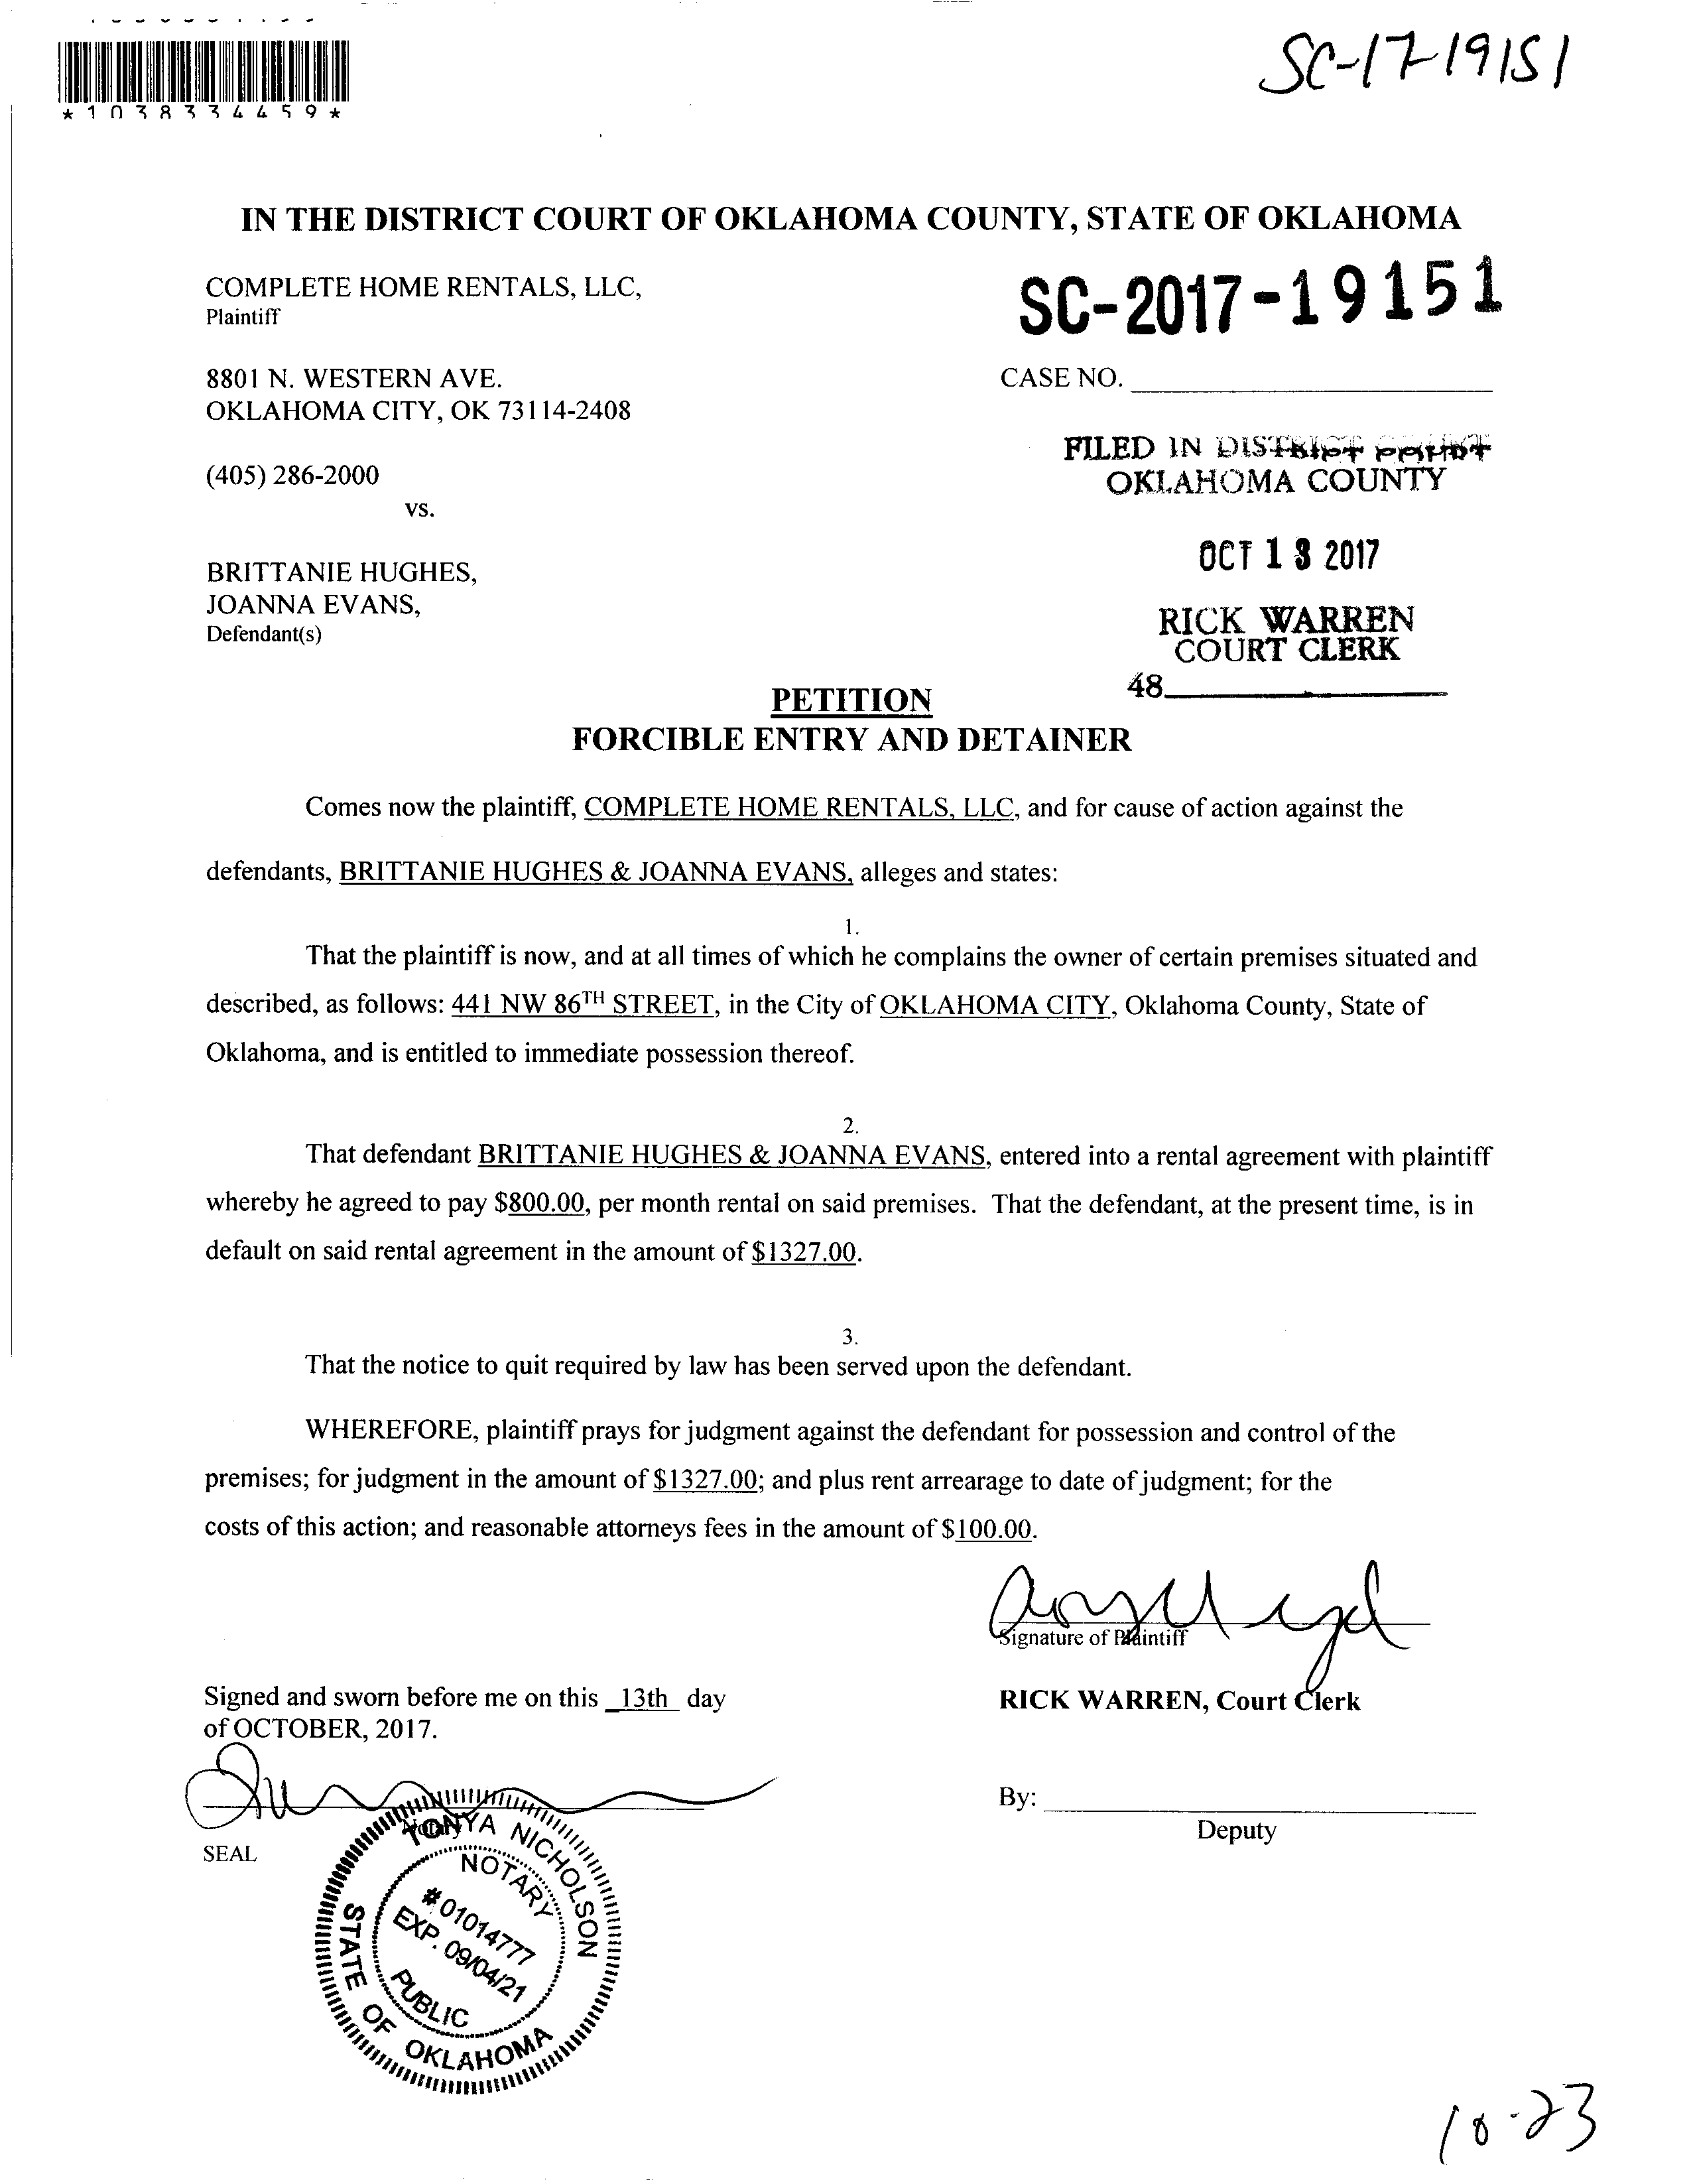 SC-17-19151
*1038334459*
IN THE DISTRICT COURT OF OKLAHOMA COUNTY, STATE OF OKLAHOMA
COMPLETE HOME RENTALS, LLC,
Plaintiff
SC-2017-19151
8801 N. WESTERN AVE.
OKLAHOMA CITY, OK 73114-2408
CASE NO.
(405) 286-2000
vs.
FILED IN DISTRICT COURT
OKLAHOMA COUNTY
OCT 13 2017
RICK WARREN
COURT CLERK
48
BRITTANIE HUGHES,
JOANNA EVANS,
Defendant(s)
PETITION
FORCIBLE ENTRY AND DETAINER
Comes now the plaintiff, COMPLETE HOME RENTALS, LLC, and for cause of action against the
defendants, BRITTANIE HUGHES & JOANNA EVANS, alleges and states:
1.
That the plaintiff is now, and at all times of which he complains the owner of certain premises situated and
described, as follows: 441 NW 86TH STREET, in the City of OKLAHOMA CITY, Oklahoma County, State of
Oklahoma, and is entitled to immediate possession thereof.
2.
That defendant BRITTANIE HUGHES & JOANNA EVANS, entered into a rental agreement with plaintiff
whereby he agreed to pay $800.00, per month rental on said premises. That the defendant, at the present time, is in
default on said rental agreement in the amount of $1327.00.
3.
That the notice to quit required by law has been served upon the defendant.
WHEREFORE, plaintiff prays for judgment against the defendant for possession and control of the
premises; for judgment in the amount of $1327.00; and plus rent arrearage to date of judgment; for the
costs of this action; and reasonable attorneys fees in the amount of $100.00.
Signature of Plaintiff
Signed and sworn before me on this 13th day
of OCTOBER, 2017.
RICK WARREN, Court Clerk
Notary
By:
Deputy
SEAL
TONYA NICHOLSON
NOTARY
#01014777
EXP. 09/04/21
PUBLIC
STATE OF OKLAHOMA
10-23